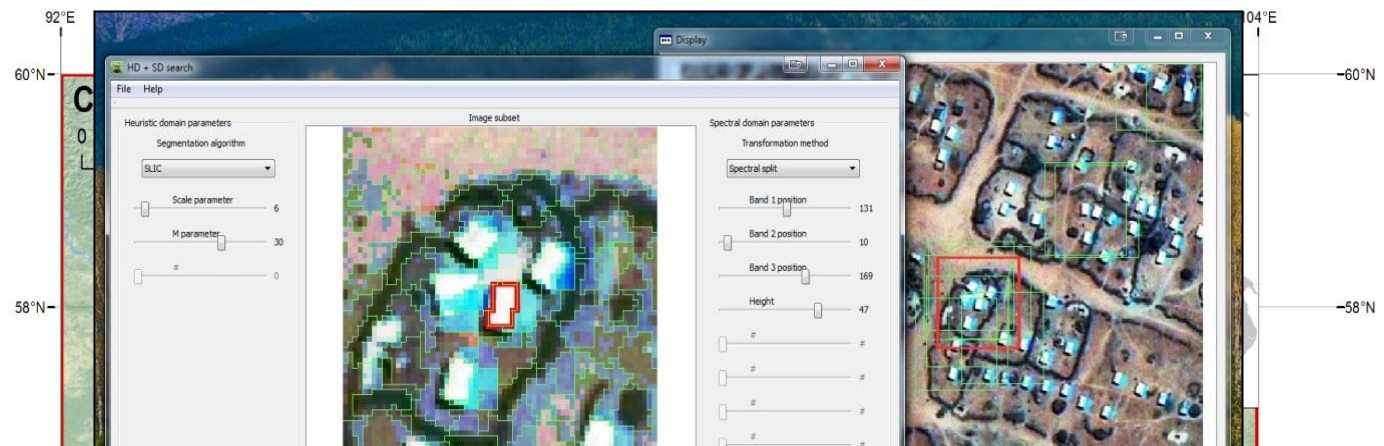 92°E
104°E
Display
60°N
60°N
HD + SD search
C
File Help
0
Heuristic domain parameters
Image subset
Spectral domain parameters
Segmentation algorithm
Transformation method
SLIC
Spectral split
Scale parameter
6
Band 1 position
131
M parameter
30
Band 2 position
10
#
0
Band 3 position
169
58°N
58°N
Height
47
#
#
#
#
#
#
#
#